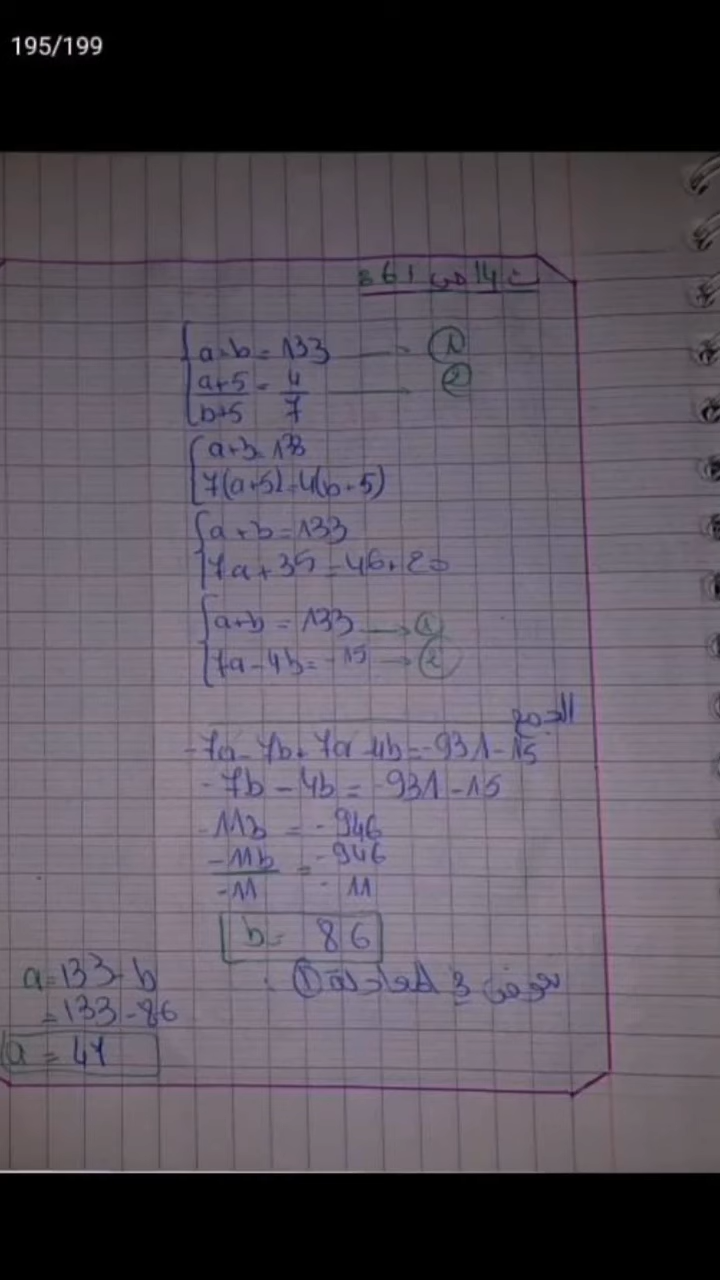 195/199
ت 14 ص 861
a+b = 133 → ①
a+5/b+5 = 4/7 → ②
a+b=133
7(a+5)=4(b+5)
a+b=133
7a+35=4b+20
a+b=133 → ①
7a-4b=-15 → ②
الجمع
-7a-7b+7a-4b=-931-15
-7b-4b=-931-15
-11b=-946
-11b/-11=-946/-11
b= 86
نعوض في المعادلة ①
a=133-b
=133-86
a=47